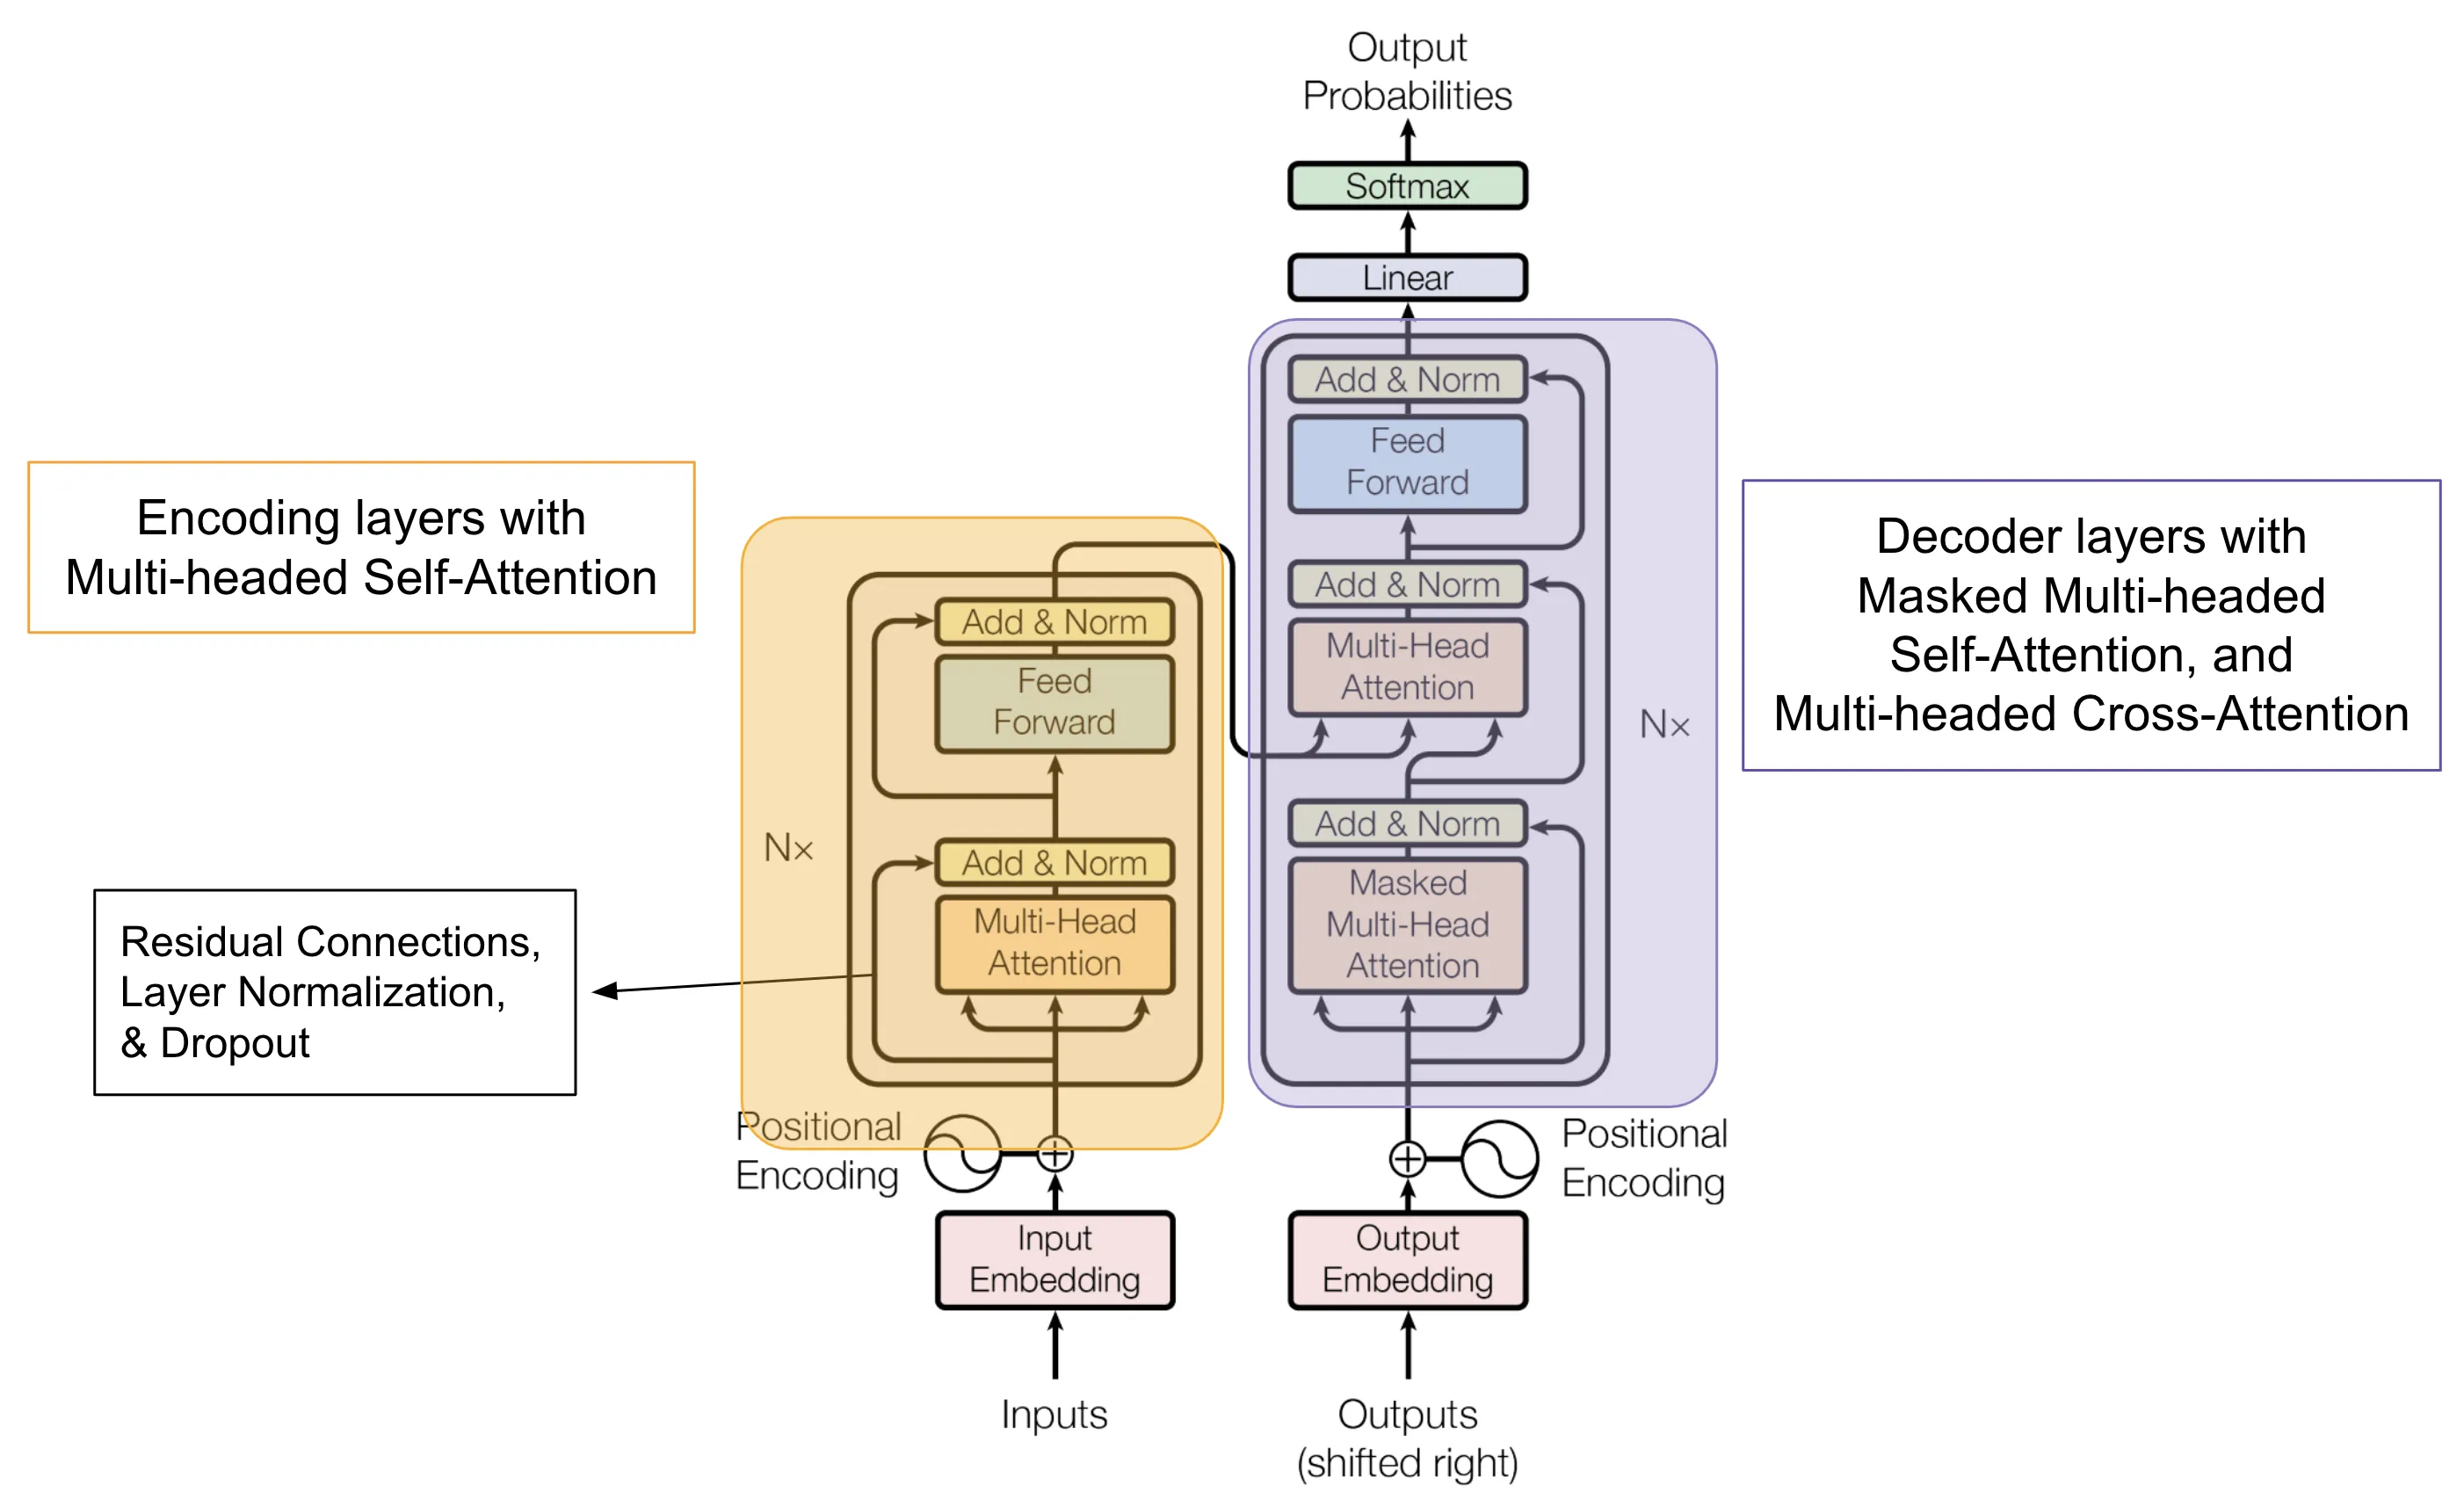 Output
Probabilities
Softmax
Linear
Add & Norm
Feed
Forward
Add & Norm
Multi-Head
Attention
Add & Norm
Masked
Multi-Head
Attention
N×
Decoder layers with
Masked Multi-headed
Self-Attention, and
Multi-headed Cross-Attention
Encoding layers with
Multi-headed Self-Attention
Add & Norm
Feed
Forward
Add & Norm
Multi-Head
Attention
N×
Residual Connections,
Layer Normalization,
& Dropout
Positional
Encoding
Positional
Encoding
Input
Embedding
Output
Embedding
Inputs
Outputs
(shifted right)